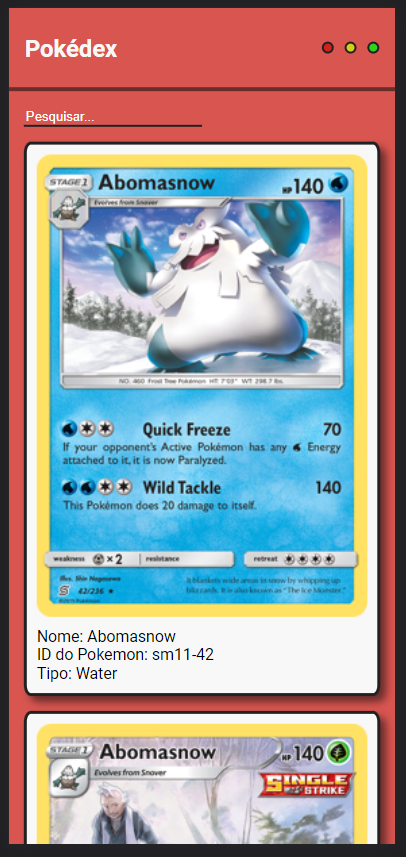 Pokédex
Pesquisar...
STAGE 1 Abomasnow HP 140
Evolves from Snover
NO. 460 Frost Tree Pokémon HT: 7'03" WT: 298.7 lbs.
Quick Freeze 70
If your opponent's Active Pokémon has any Energy
attached to it, it is now Paralyzed.
Wild Tackle 140
This Pokémon does 20 damage to itself.
weakness ×2 resistance retreat
Illus. Shin Nagasawa
42/236
It blankets wide areas in snow by whipping up
blizzards. It is also known as "The Ice Monster."
Nome: Abomasnow
ID do Pokemon: sm11-42
Tipo: Water
STAGE 1 Abomasnow HP 140
Evolves from Snover
SINGLE
STRIKE